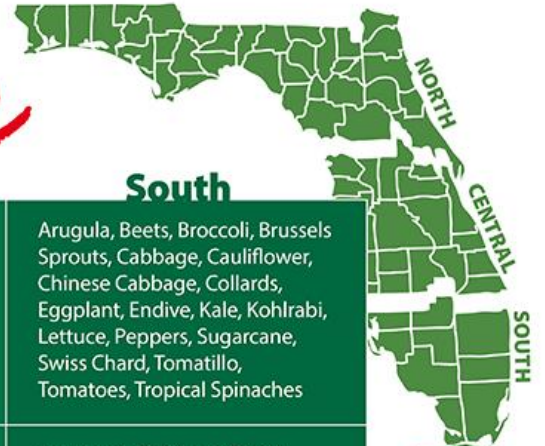 NORTH
CENTRAL
SOUTH
South
Arugula, Beets, Broccoli, Brussels
Sprouts, Cabbage, Cauliflower,
Chinese Cabbage, Collards,
Eggplant, Endive, Kale, Kohlrabi,
Lettuce, Peppers, Sugarcane,
Swiss Chard, Tomatillo,
Tomatoes, Tropical Spinaches